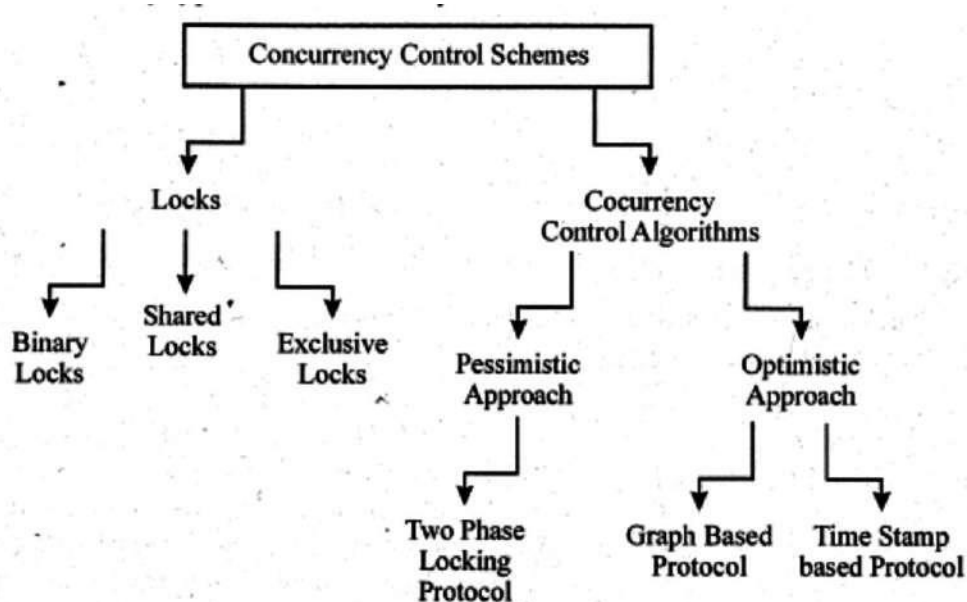 Concurrency Control Schemes
Locks
Cocurrency
Control Algorithms
Binary
Locks
Shared
Locks
Exclusive
Locks
Pessimistic
Approach
Optimistic
Approach
Two Phase
Locking
Protocol
Graph Based
Protocol
Time Stamp
based Protocol